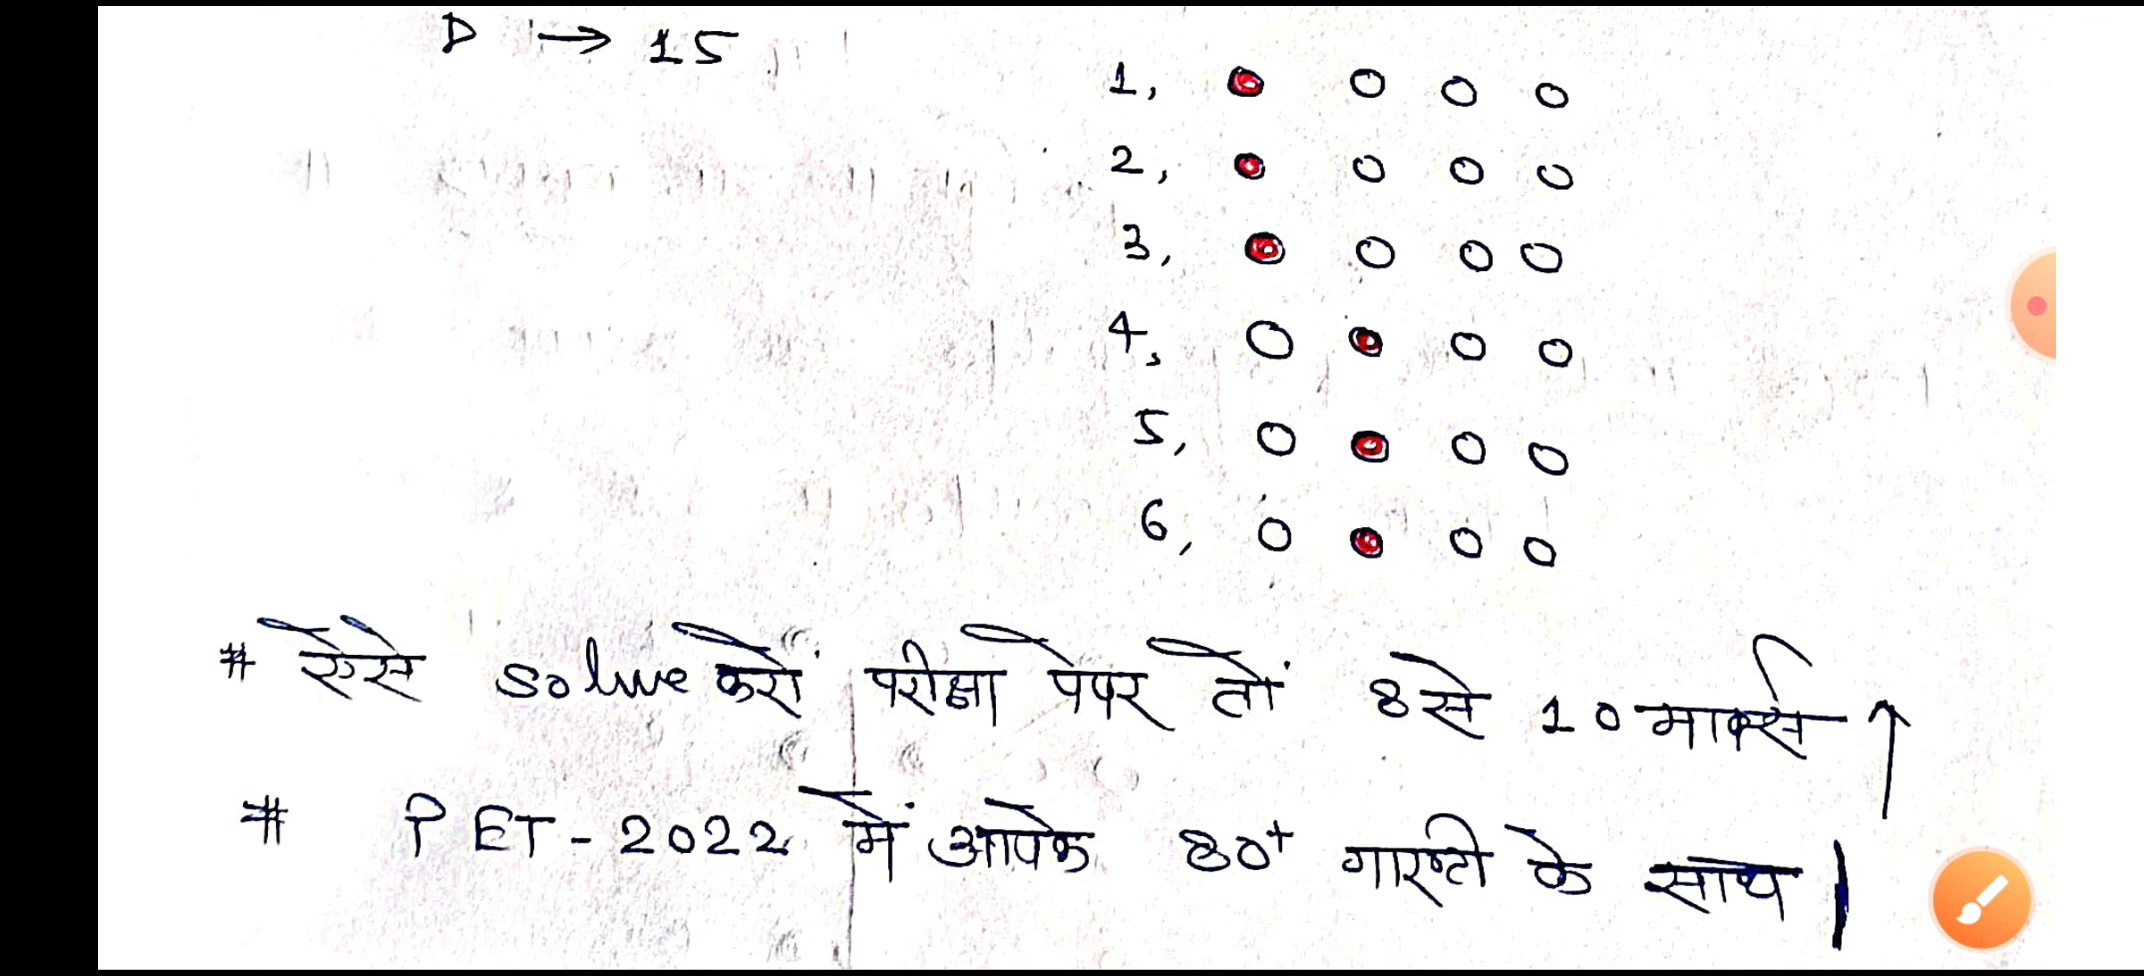 D → 15
1,
2,
3,
4,
5,
6,
# ऐसे solve करों परीक्षा पेपर तों 8 से 10 मार्क्स ↑
# PET-2022 में आपके 80+ गारण्टी के साथ |